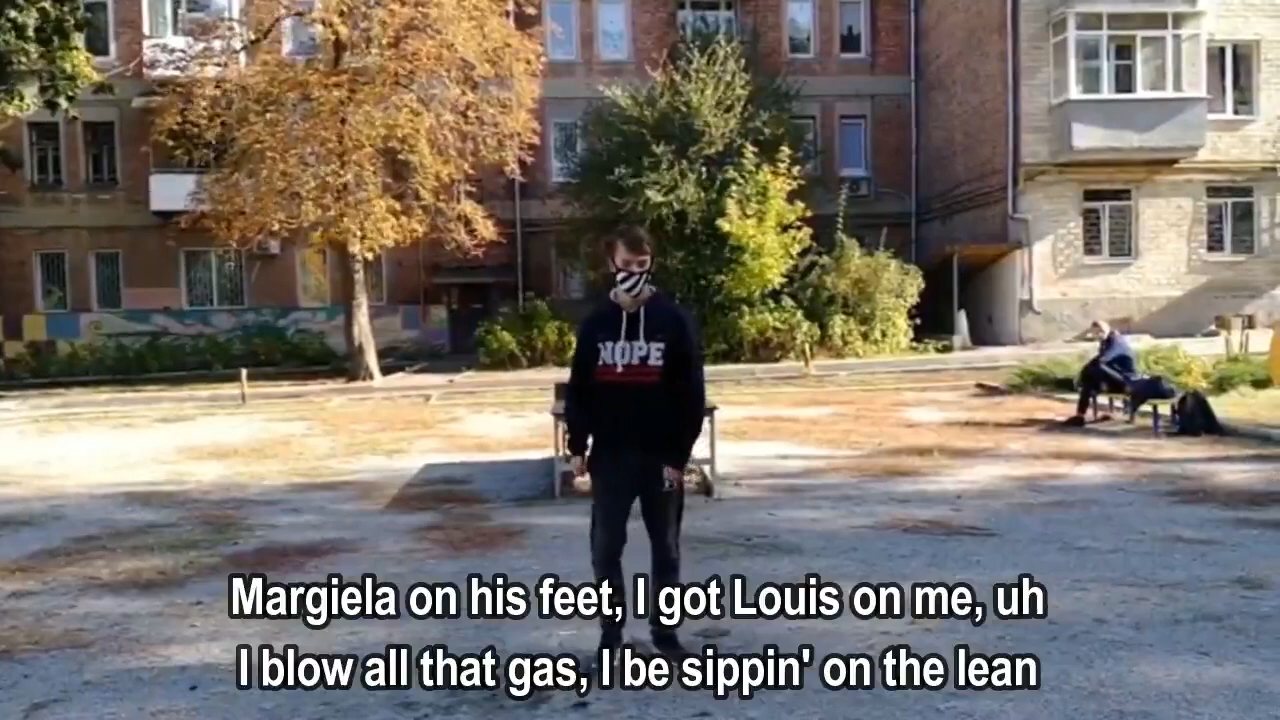 NOPE
Margiela on his feet, I got Louis on me, uh
I blow all that gas, I be sippin' on the lean